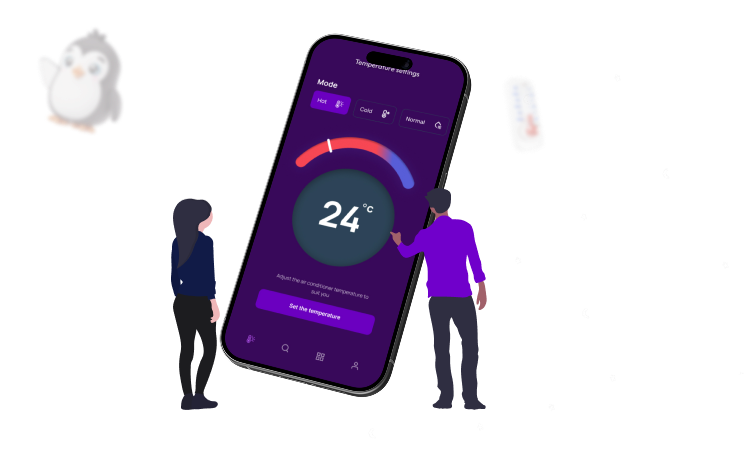 Temperature settings
Mode
Hot
Cold
Normal
24°C
Adjust the air conditioner temperature to
suit you
Set the temperature